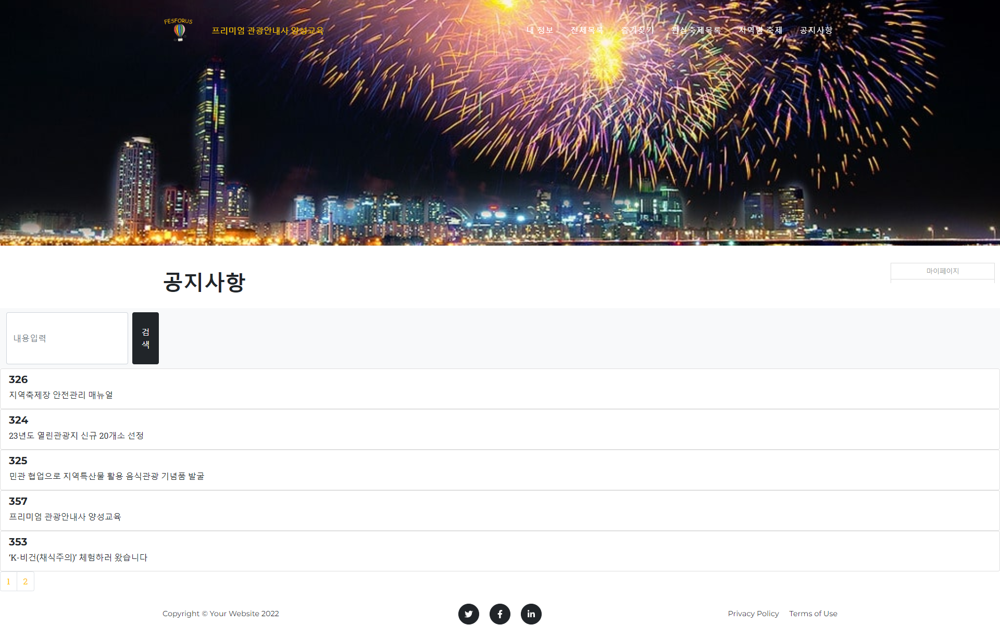 FESFORUS
프리미엄 관광안내사 양성교육
내 정보 전체목록 즐겨찾기 관심축제목록 지역별 축제 공지사항
공지사항
마이페이지
내용입력
검색
326
지역축제장 안전관리 매뉴얼
324
23년도 열린관광지 신규 20개소 선정
325
민관 협업으로 지역특산물 활용 음식관광 기념품 발굴
357
프리미엄 관광안내사 양성교육
353
‘K-비건(채식주의)’ 체험하러 왔습니다
1 2
Copyright © Your Website 2022
Privacy Policy Terms of Use